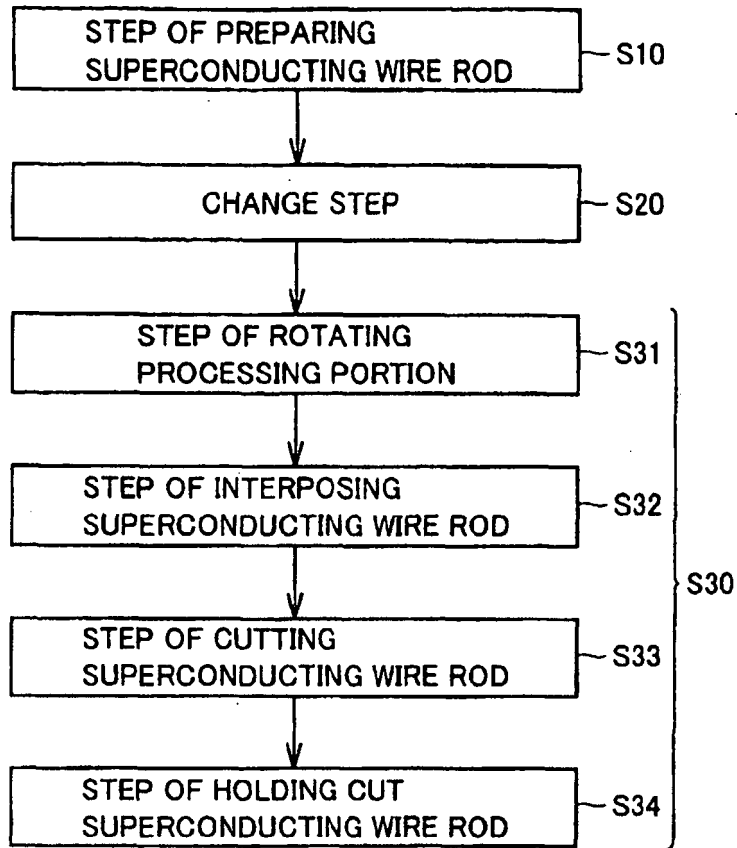 STEP OF PREPARING
SUPERCONDUCTING WIRE ROD
S10
CHANGE STEP
S20
STEP OF ROTATING
PROCESSING PORTION
S31
STEP OF INTERPOSING
SUPERCONDUCTING WIRE ROD
S32
STEP OF CUTTING
SUPERCONDUCTING WIRE ROD
S33
STEP OF HOLDING CUT
SUPERCONDUCTING WIRE ROD
S34
S30